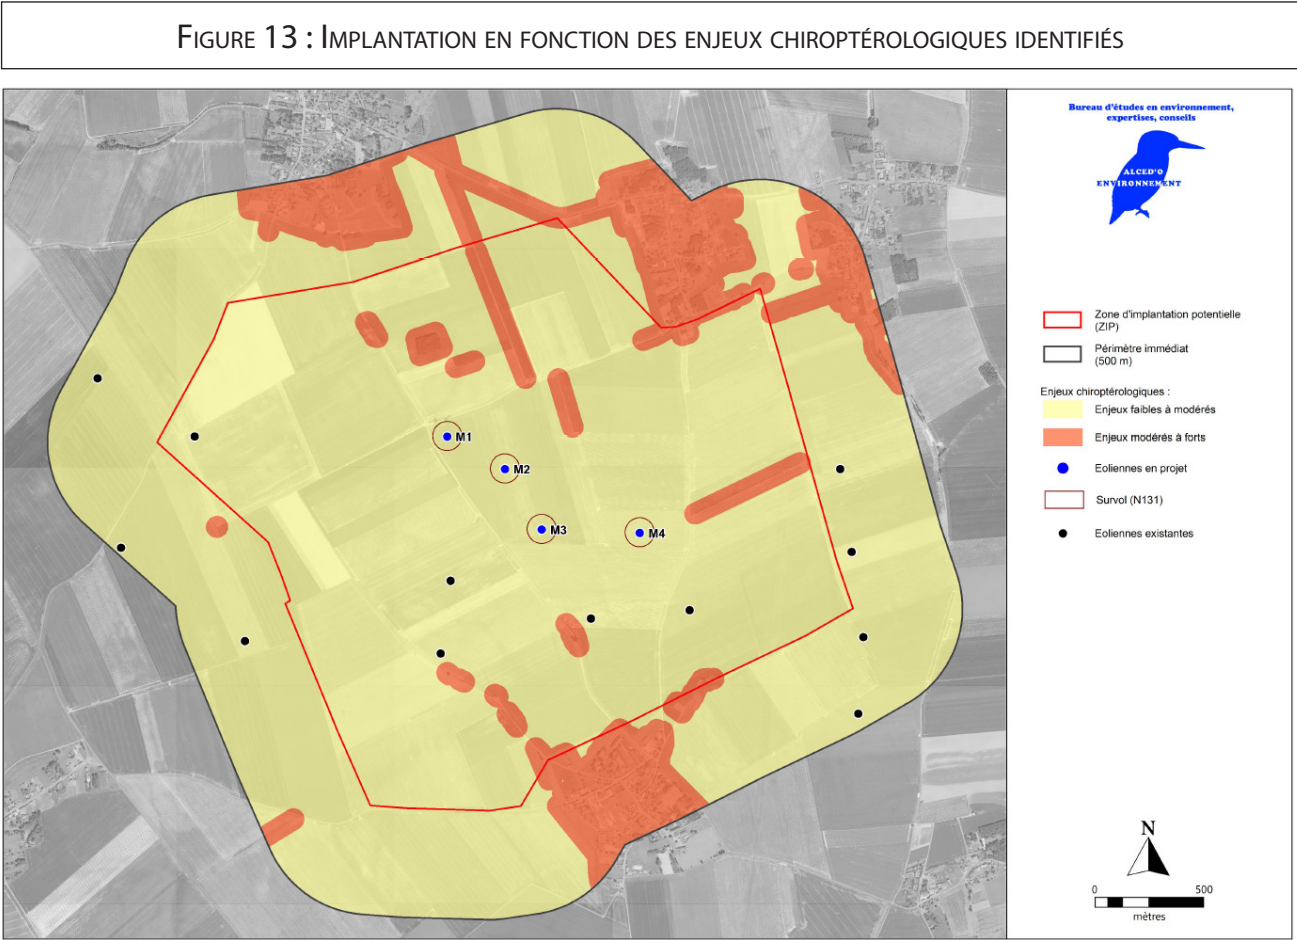 FIGURE 13 : IMPLANTATION EN FONCTION DES ENJEUX CHIROPTÉROLOGIQUES IDENTIFIÉS
Bureau d'études en environnement,
expertises, conseils
ALCED'O
ENVIRONNEMENT
Zone d'implantation potentielle
(ZIP)
Périmètre immédiat
(500 m)
Enjeux chiroptérologiques :
Enjeux faibles à modérés
Enjeux modérés à forts
Eoliennes en projet
Survol (N131)
Eoliennes existantes
M1
M2
M3
M4
N
0 500
mètres